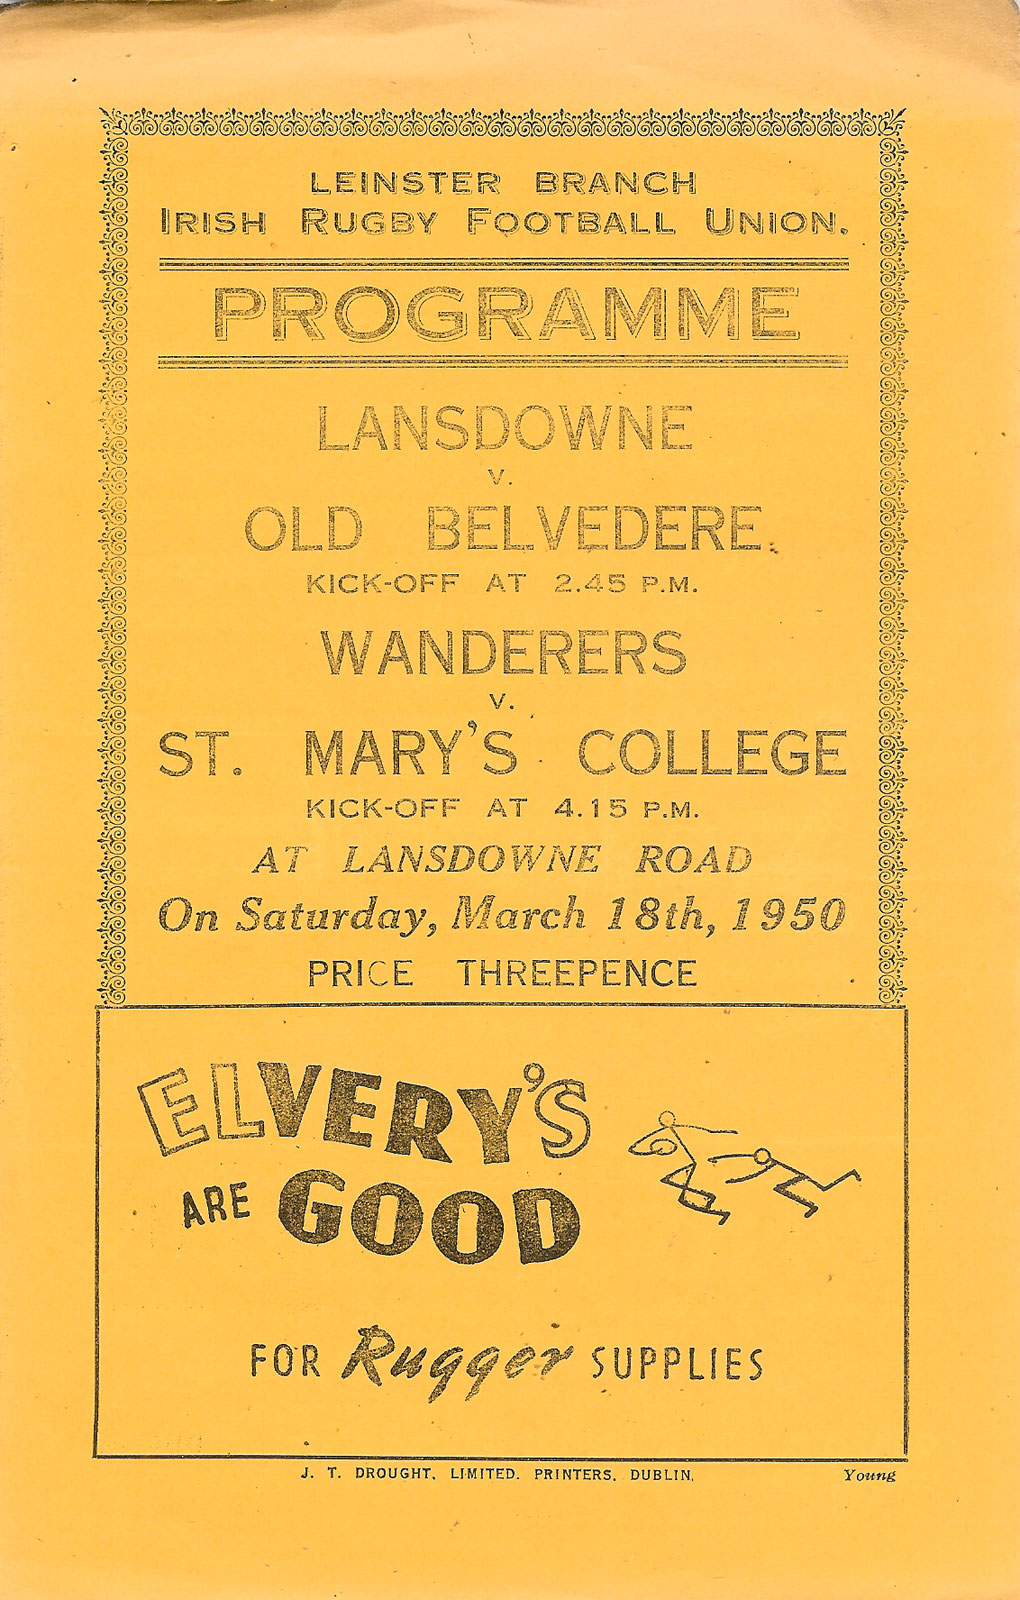 LEINSTER BRANCH
IRISH RUGBY FOOTBALL UNION.
PROGRAMME
LANSDOWNE
v.
OLD BELVEDERE
KICK-OFF AT 2.45 P.M.
WANDERERS
v.
ST. MARY'S COLLEGE
KICK-OFF AT 4.15 P.M.
AT LANSDOWNE ROAD
On Saturday, March 18th, 1950
PRICE THREEPENCE
ELVERY'S
ARE GOOD
FOR Rugger SUPPLIES
J. T. DROUGHT, LIMITED. PRINTERS, DUBLIN.
Young